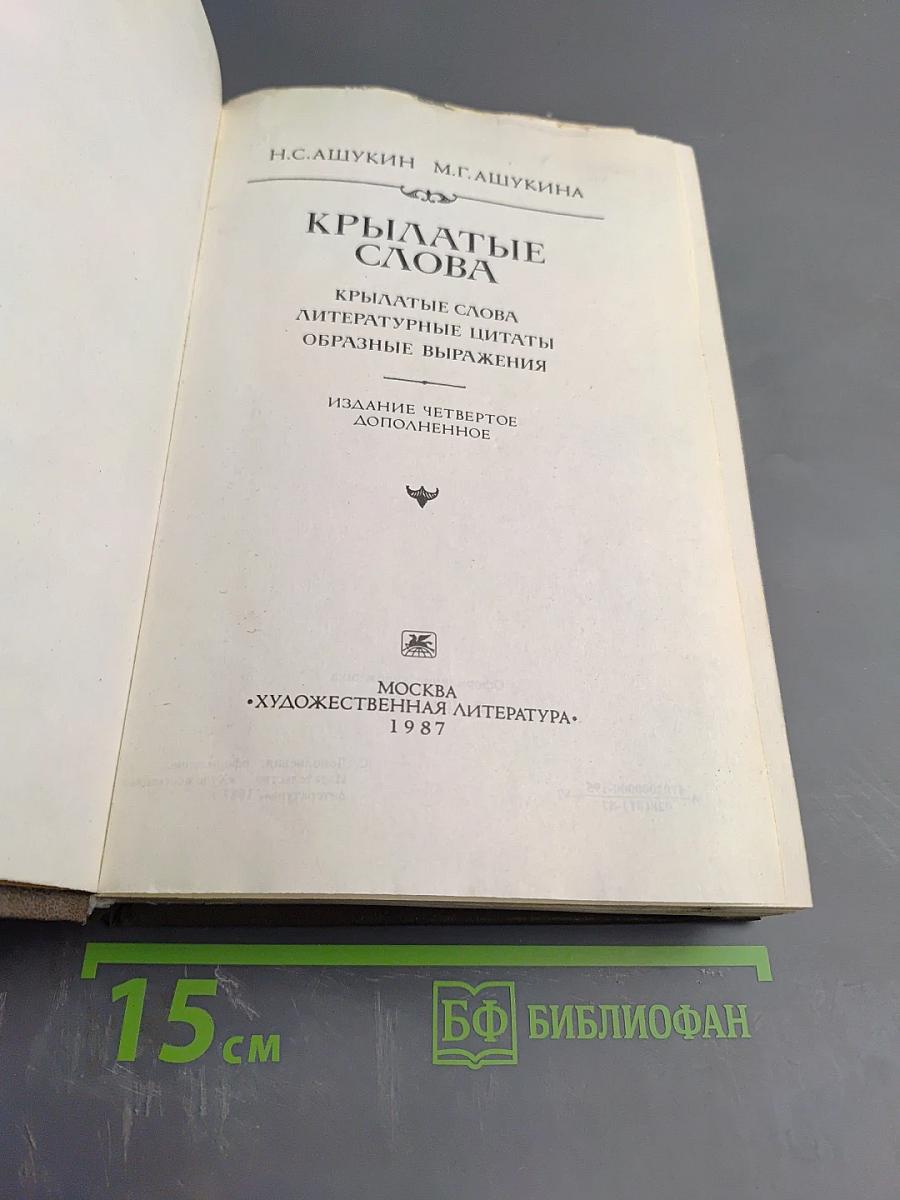 Н.С.АШУКИН М.Г.АШУКИНА
КРЫЛАТЫЕ
СЛОВА
КРЫЛАТЫЕ СЛОВА
ЛИТЕРАТУРНЫЕ ЦИТАТЫ
ОБРАЗНЫЕ ВЫРАЖЕНИЯ
ИЗДАНИЕ ЧЕТВЕРТОЕ
ДОПОЛНЕННОЕ
МОСКВА
•ХУДОЖЕСТВЕННАЯ ЛИТЕРАТУРА•
1987
15 см
БФ БИБЛИОФАН